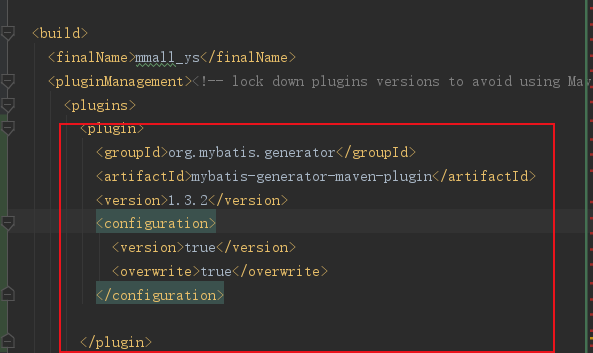 <build>
<finalName>mmall_ys</finalName>
<pluginManagement><!-- lock down plugins versions to avoid using Mav
<plugins>
<plugin>
<groupId>org.mybatis.generator</groupId>
<artifactId>mybatis-generator-maven-plugin</artifactId>
<version>1.3.2</version>
<configuration>
<version>true</version>
<overwrite>true</overwrite>
</configuration>
</plugin>